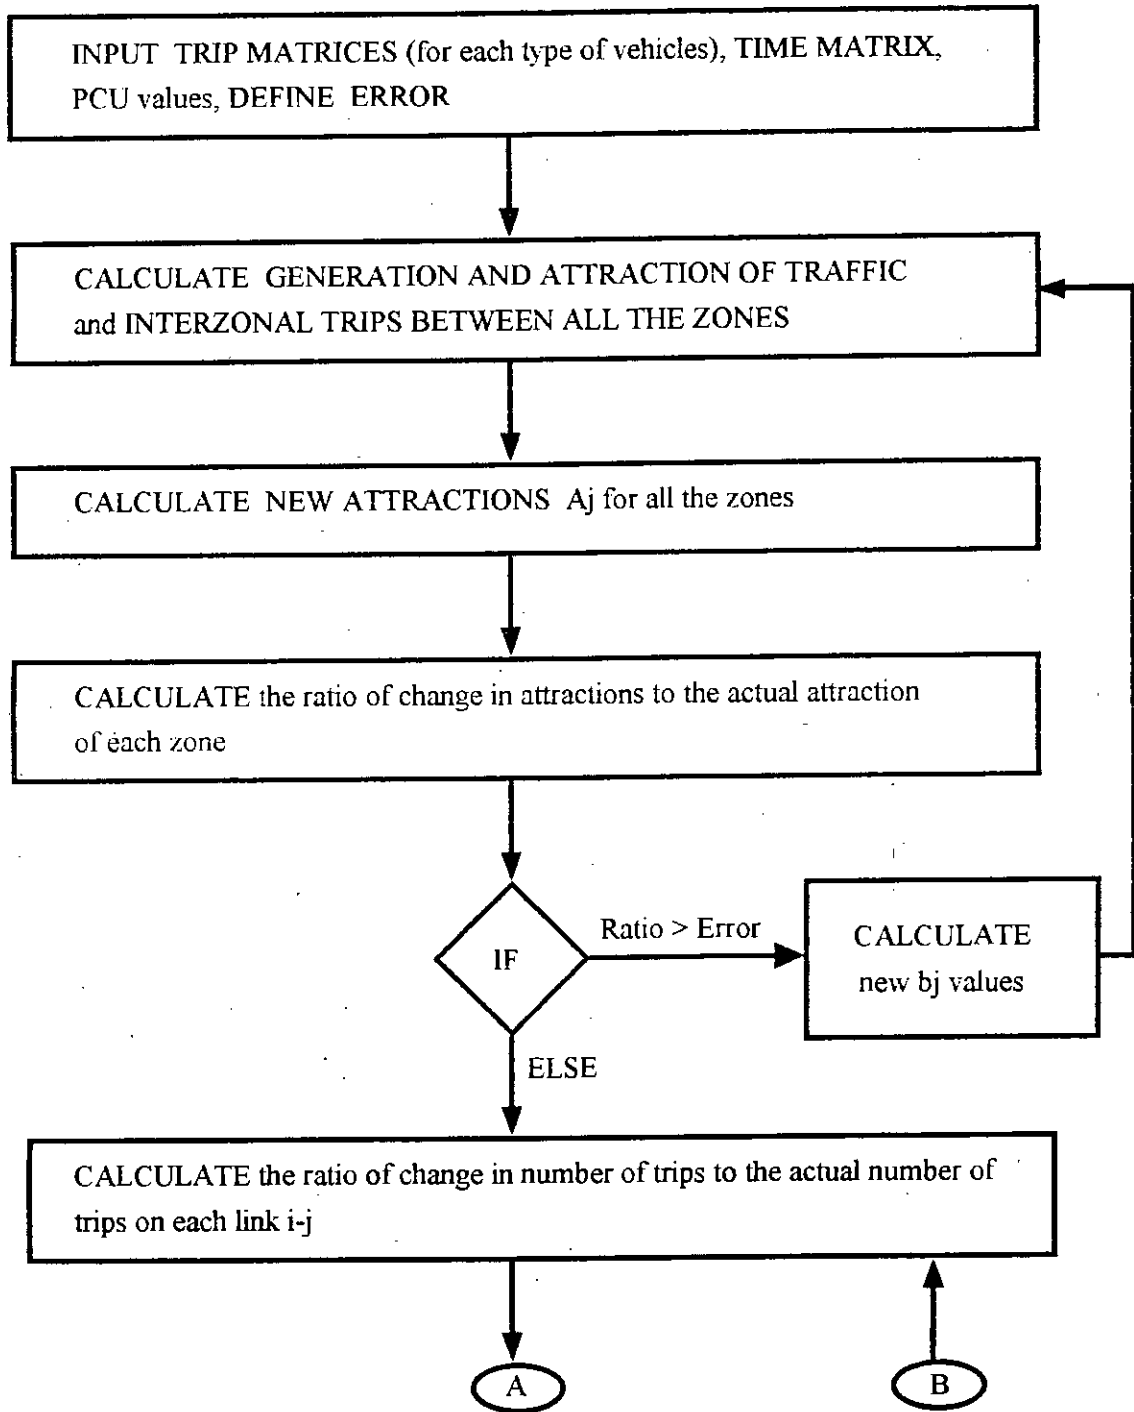 INPUT TRIP MATRICES (for each type of vehicles), TIME MATRIX,
PCU values, DEFINE ERROR
CALCULATE GENERATION AND ATTRACTION OF TRAFFIC
and INTERZONAL TRIPS BETWEEN ALL THE ZONES
CALCULATE NEW ATTRACTIONS Aj for all the zones
CALCULATE the ratio of change in attractions to the actual attraction
of each zone
IF
Ratio > Error
CALCULATE
new bj values
ELSE
CALCULATE the ratio of change in number of trips to the actual number of
trips on each link i-j
A
B